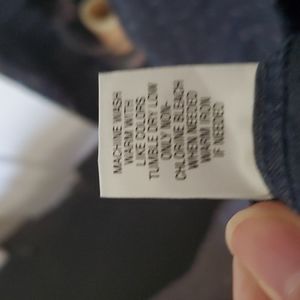 MACHINE WASH
WARM WITH
LIKE COLORS
TUMBLE DRY LOW
ONLY NON-
CHLORINE BLEACH
WHEN NEEDED
WARM IRON
IF NEEDED